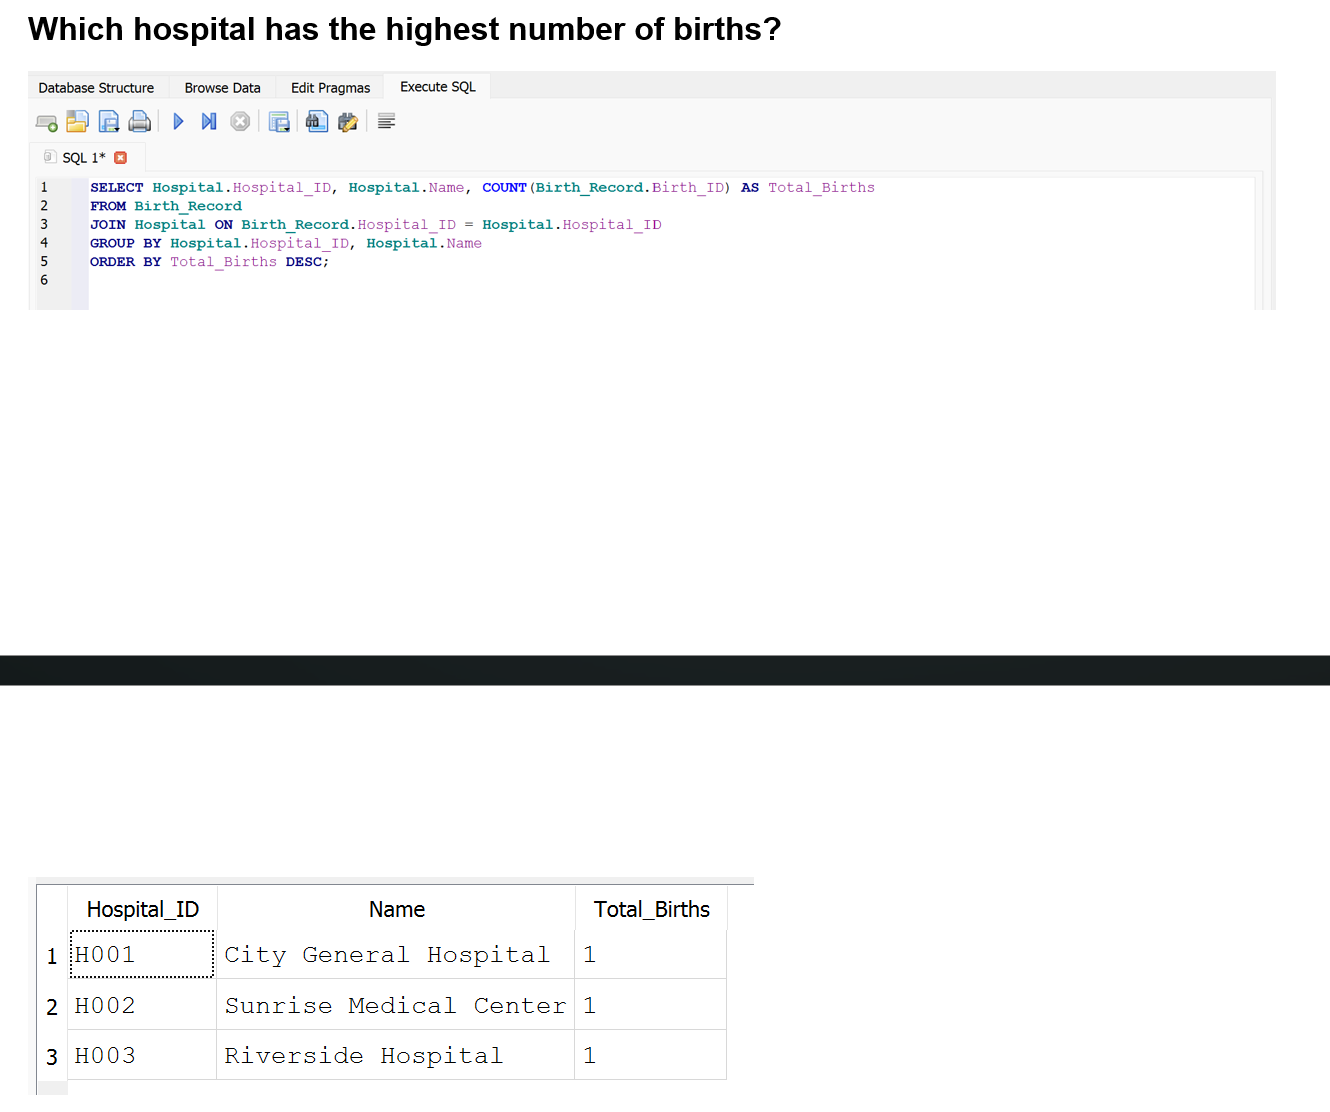 Which hospital has the highest number of births?
Database Structure Browse Data Edit Pragmas Execute SQL
SQL 1*
1 SELECT Hospital.Hospital_ID, Hospital.Name, COUNT(Birth_Record.Birth_ID) AS Total_Births
2 FROM Birth_Record
3 JOIN Hospital ON Birth_Record.Hospital_ID = Hospital.Hospital_ID
4 GROUP BY Hospital.Hospital_ID, Hospital.Name
5 ORDER BY Total_Births DESC;
6
Hospital_ID Name Total_Births
1 H001 City General Hospital 1
2 H002 Sunrise Medical Center 1
3 H003 Riverside Hospital 1